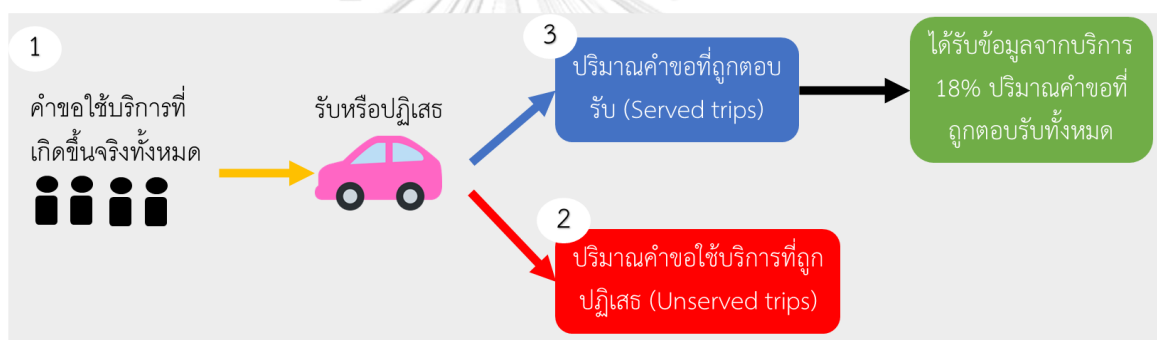 1
คำขอใช้บริการที่
เกิดขึ้นจริงทั้งหมด
รับหรือปฏิเสธ
3
ปริมาณคำขอที่ถูกตอบ
รับ (Served trips)
ได้รับข้อมูลจากบริการ
18% ปริมาณคำขอที่
ถูกตอบรับทั้งหมด
2
ปริมาณคำขอใช้บริการที่ถูก
ปฏิเสธ (Unserved trips)